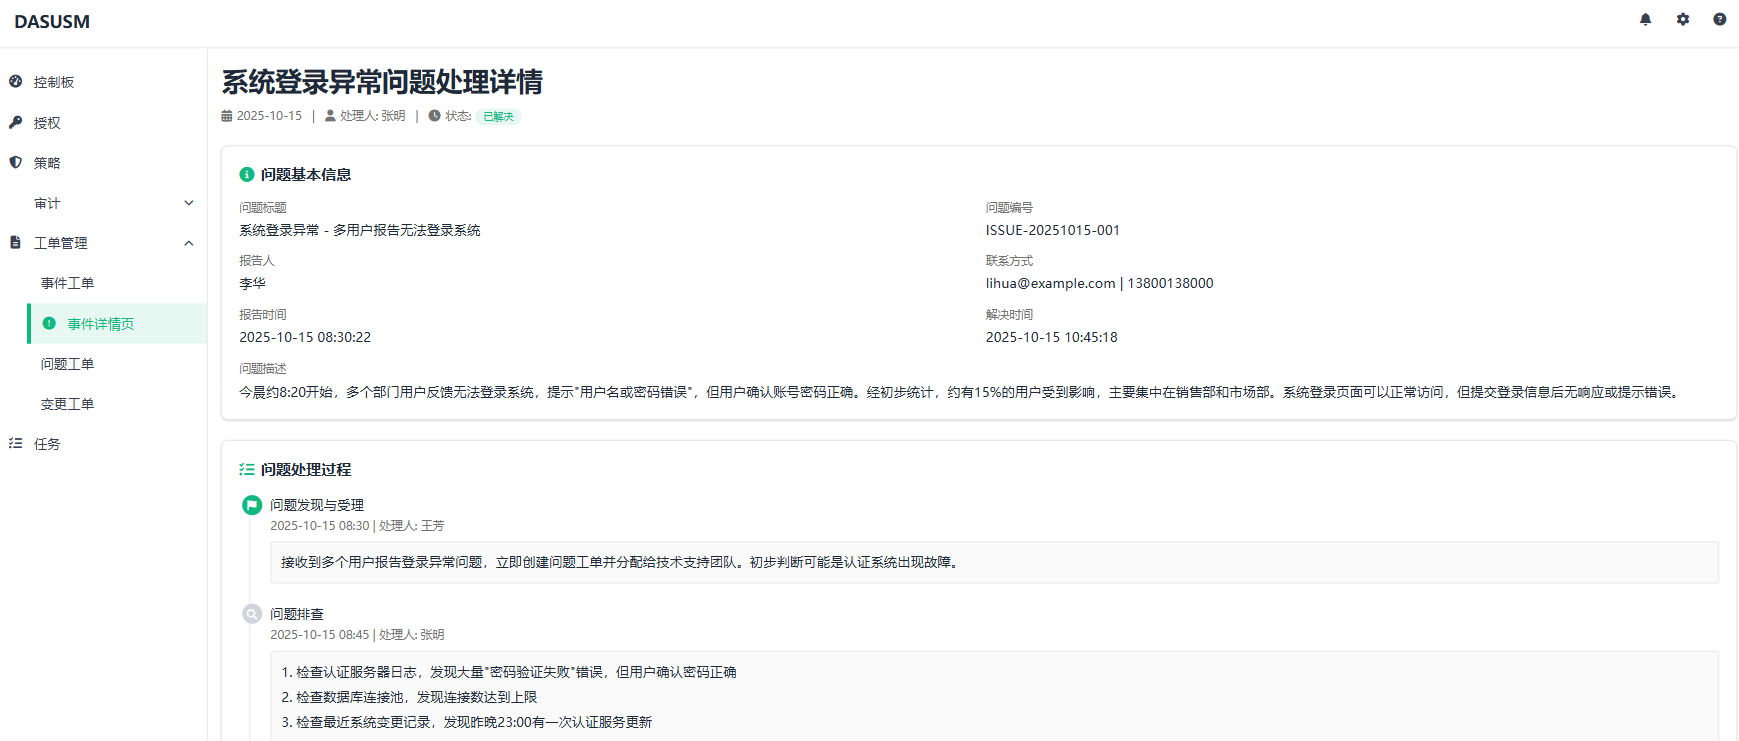 DASUSM
控制板
授权
策略
审计
工单管理
事件工单
事件详情页
问题工单
变更工单
任务
系统登录异常问题处理详情
2025-10-15 | 处理人: 张明 | 状态: 已解决
问题基本信息
问题标题
系统登录异常 - 多用户报告无法登录系统
问题编号
ISSUE-20251015-001
报告人
李华
联系方式
lihua@example.com | 13800138000
报告时间
2025-10-15 08:30:22
解决时间
2025-10-15 10:45:18
问题描述
今晨约8:20开始，多个部门用户反馈无法登录系统，提示"用户名或密码错误"，但用户确认账号密码正确。经初步统计，约有15%的用户受到影响，主要集中在销售部和市场部。系统登录页面可以正常访问，但提交登录信息后无响应或提示错误。
问题处理过程
问题发现与受理
2025-10-15 08:30 | 处理人: 王芳
接收到多个用户报告登录异常问题，立即创建问题工单并分配给技术支持团队。初步判断可能是认证系统出现故障。
问题排查
2025-10-15 08:45 | 处理人: 张明
1. 检查认证服务器日志，发现大量"密码验证失败"错误，但用户确认密码正确
2. 检查数据库连接池，发现连接数达到上限
3. 检查最近系统变更记录，发现昨晚23:00有一次认证服务更新